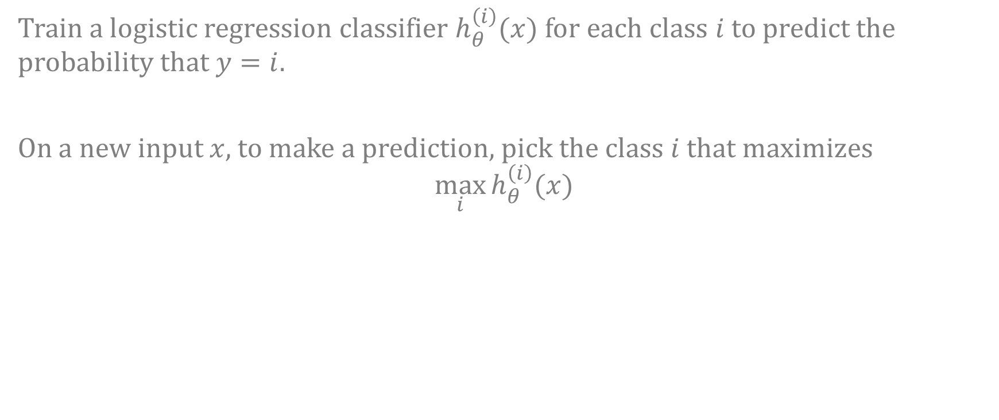 Train a logistic regression classifier $h_\theta^{(i)}(x)$ for each class $i$ to predict the
probability that $y = i$.
On a new input $x$, to make a prediction, pick the class $i$ that maximizes
$\max_i h_\theta^{(i)}(x)$